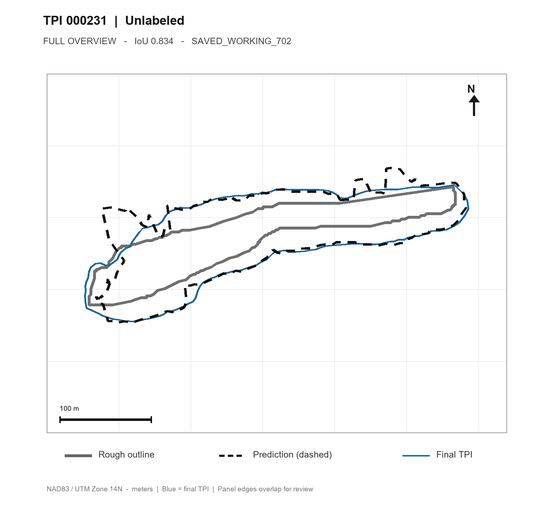 TPI 000231 | Unlabeled
FULL OVERVIEW - IoU 0.834 - SAVED_WORKING_702
N
100 m
Rough outline
Prediction (dashed)
Final TPI
NAD83 / UTM Zone 14N - meters | Blue = final TPI | Panel edges overlap for review